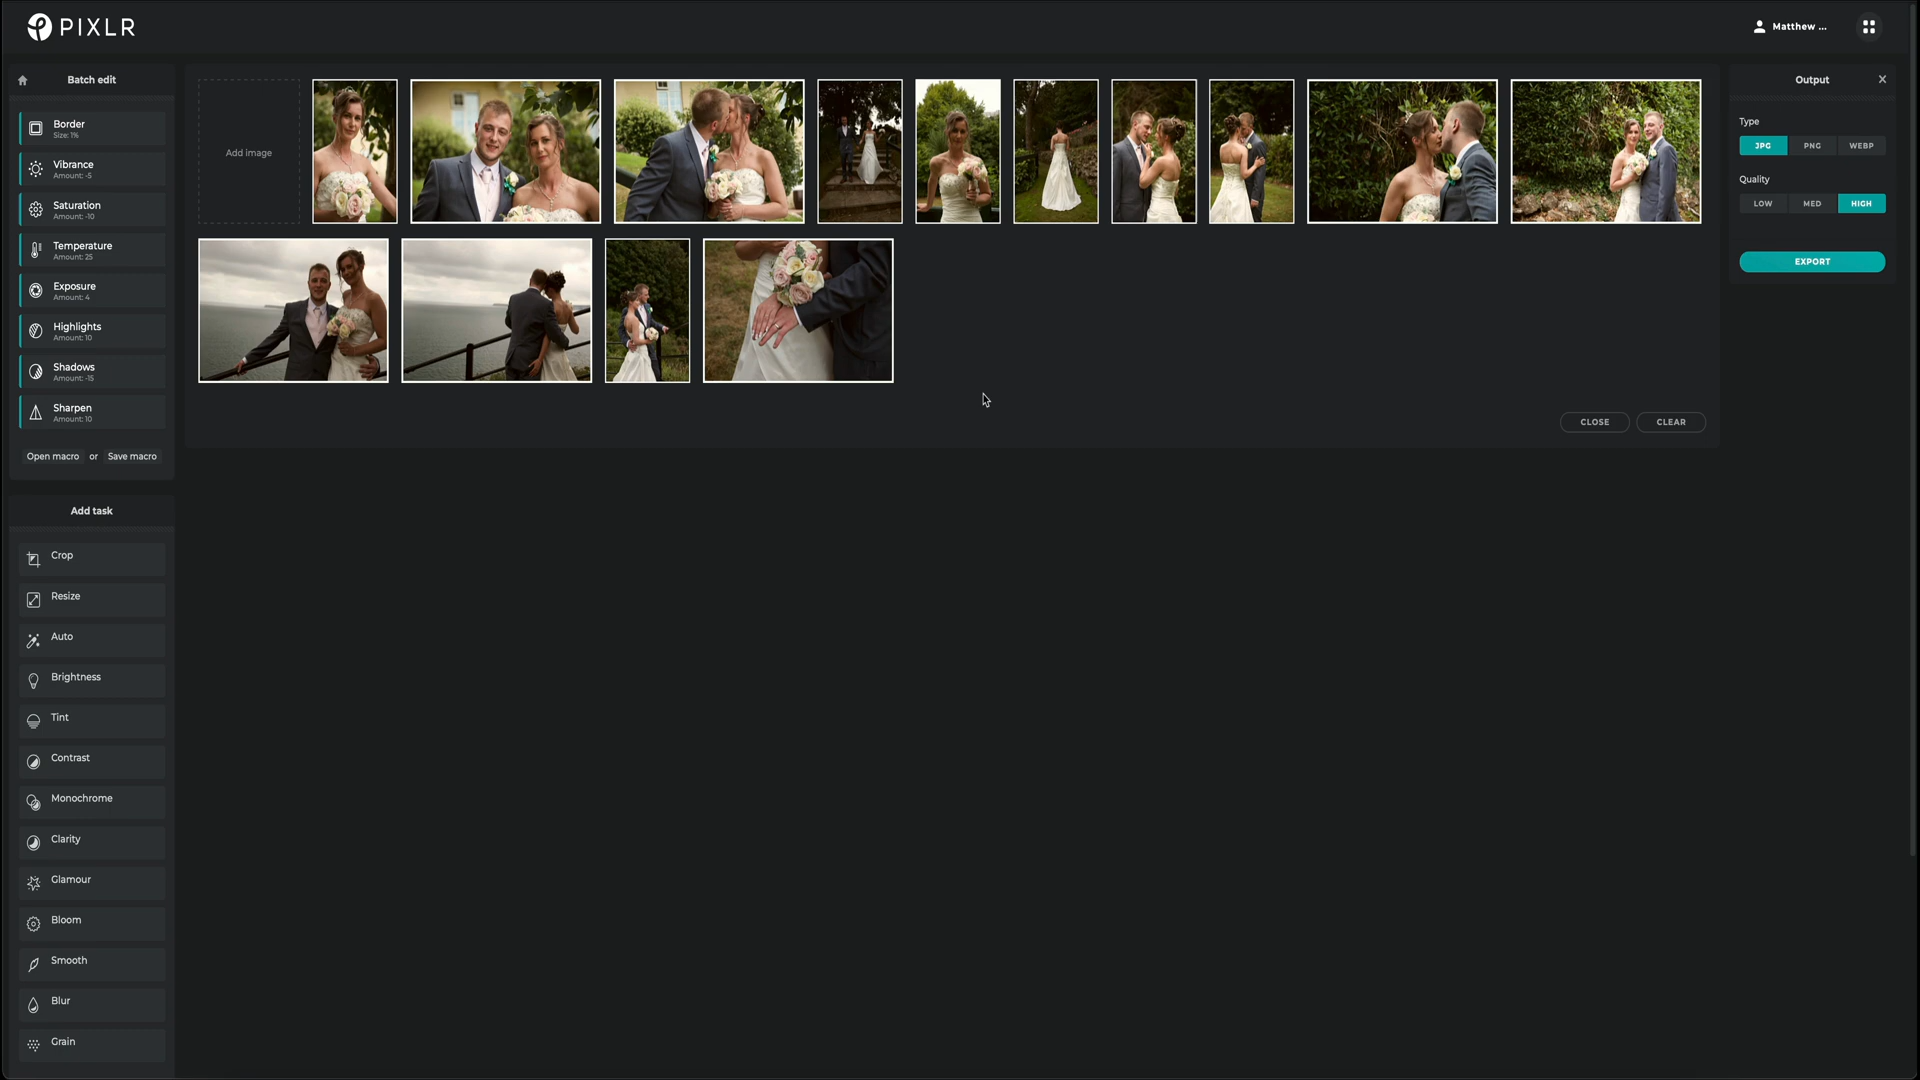 PIXLR
Matthew ...
Batch edit
Border
Size: 1%
Vibrance
Amount: -5
Saturation
Amount: -10
Temperature
Amount: 25
Exposure
Amount: 4
Highlights
Amount: 10
Shadows
Amount: -15
Sharpen
Amount: 10
Open macro or Save macro
Add task
Crop
Resize
Auto
Brightness
Tint
Contrast
Monochrome
Clarity
Glamour
Bloom
Smooth
Blur
Grain
Add image
CLOSE CLEAR
Output
Type
JPG PNG WEBP
Quality
LOW MED HIGH
EXPORT